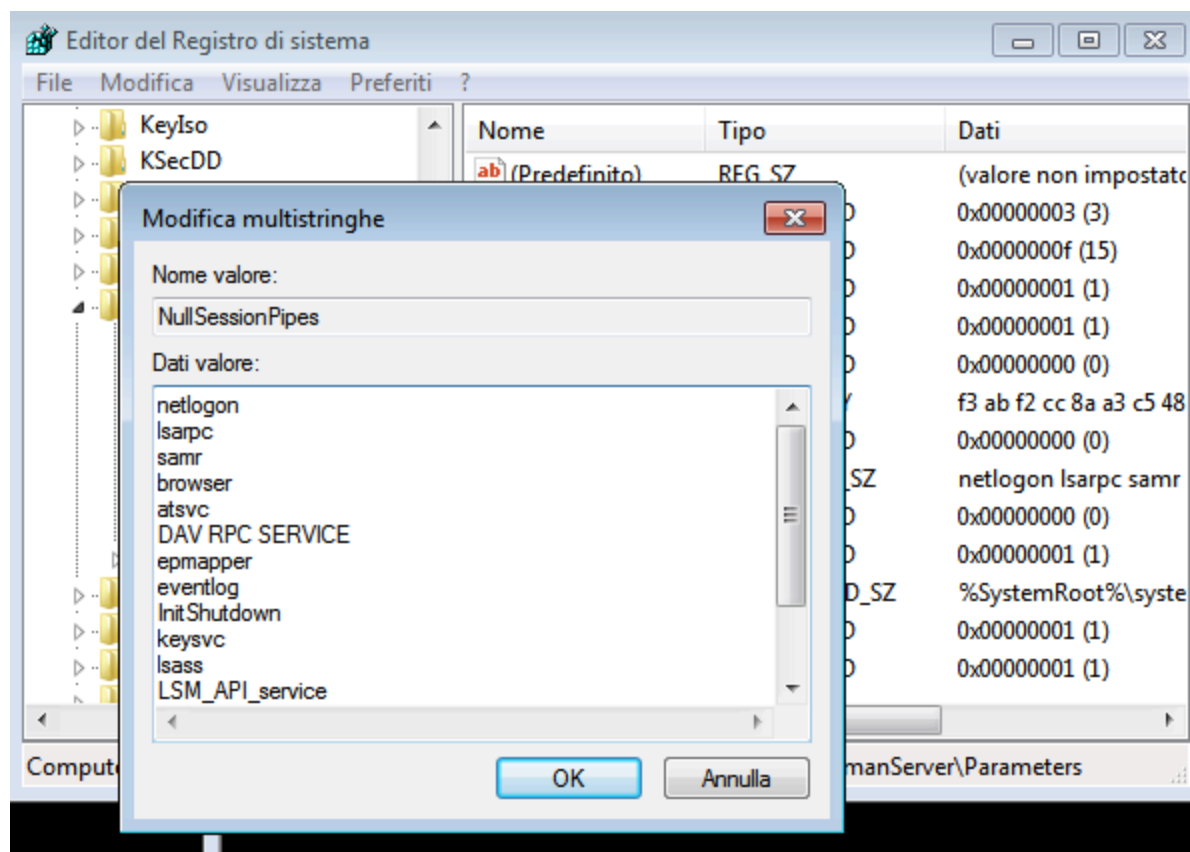 Editor del Registro di sistema
File Modifica Visualizza Preferiti ?
KeyIso
KSecDD
Nome Tipo Dati
ab (Predefinito) REG_SZ (valore non impostato
0x00000003 (3)
0x0000000f (15)
0x00000001 (1)
0x00000001 (1)
0x00000000 (0)
f3 ab f2 cc 8a a3 c5 48
0x00000000 (0)
_SZ netlogon lsarpc samr
0x00000000 (0)
0x00000001 (1)
D_SZ %SystemRoot%\syste
0x00000001 (1)
0x00000001 (1)
Modifica multistringhe
Nome valore:
NullSessionPipes
Dati valore:
netlogon
lsarpc
samr
browser
atsvc
DAV RPC SERVICE
epmapper
eventlog
InitShutdown
keysvc
lsass
LSM_API_service
OK Annulla
Comput manServer\Parameters